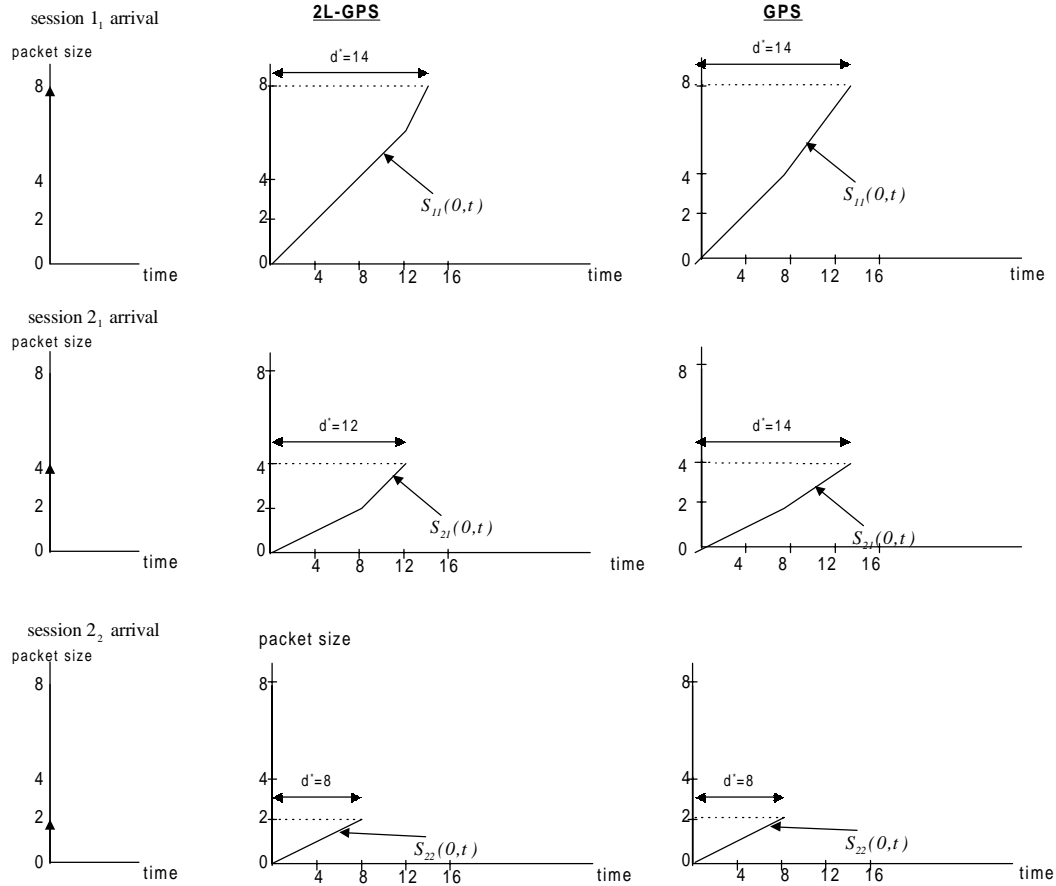 2L-GPS
GPS
session 1₁ arrival
packet size
8
4
2
0
time
d*=14
8
4
2
0
S₁₁(0,t)
4 8 12 16
time
d*=14
8
4
2
0
S₁₁(0,t)
4 8 12 16
time
session 2₁ arrival
packet size
8
4
2
0
time
8
d*=12
4
2
0
S₂₁(0,t)
4 8 12 16
time
8
d*=14
4
2
0
S₂₁(0,t)
4 8 12 16
time
session 2₂ arrival
packet size
8
4
2
0
time
packet size
8
4
d*=8
2
0
S₂₂(0,t)
4 8 12 16
time
8
4
d*=8
2
0
S₂₂(0,t)
4 8 12 16
time